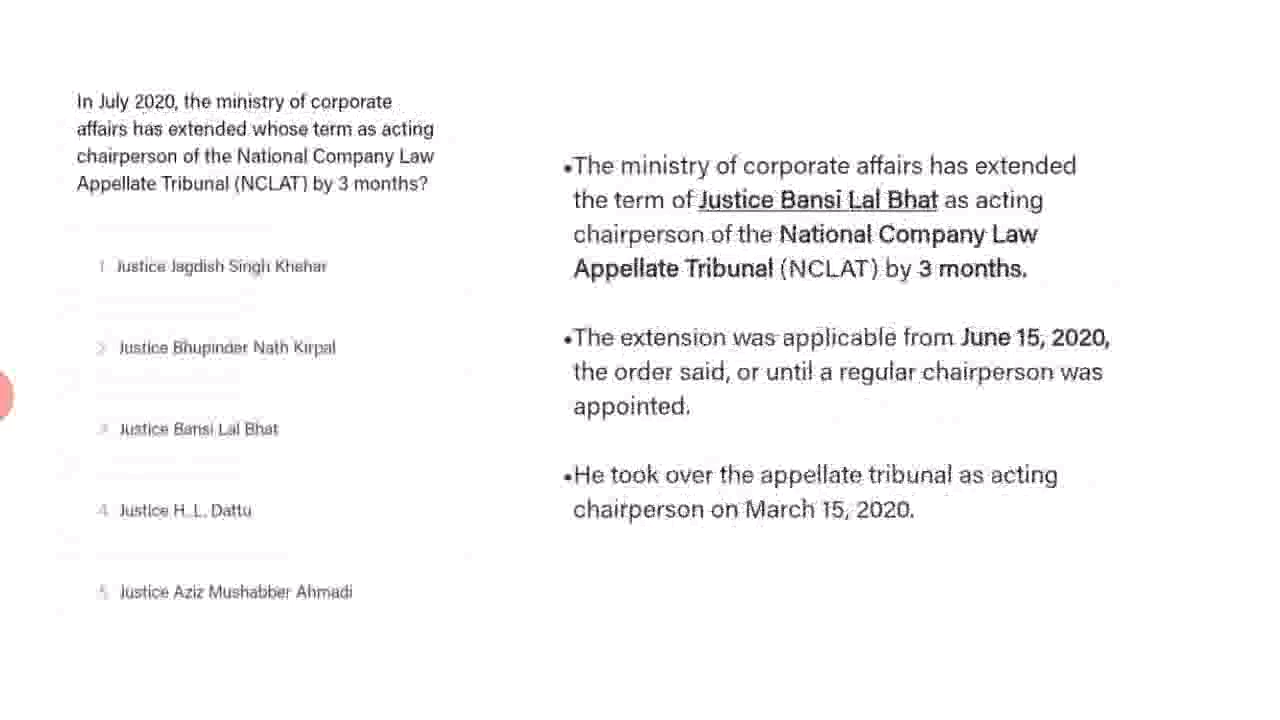 In July 2020, the ministry of corporate
affairs has extended whose term as acting
chairperson of the National Company Law
Appellate Tribunal (NCLAT) by 3 months?
1 Justice Jagdish Singh Khehar
2 Justice Bhupinder Nath Kirpal
3 Justice Bansi Lal Bhat
4 Justice H. L. Dattu
5 Justice Aziz Mushabber Ahmadi
•The ministry of corporate affairs has extended
the term of Justice Bansi Lal Bhat as acting
chairperson of the National Company Law
Appellate Tribunal (NCLAT) by 3 months.
•The extension was applicable from June 15, 2020,
the order said, or until a regular chairperson was
appointed.
•He took over the appellate tribunal as acting
chairperson on March 15, 2020.